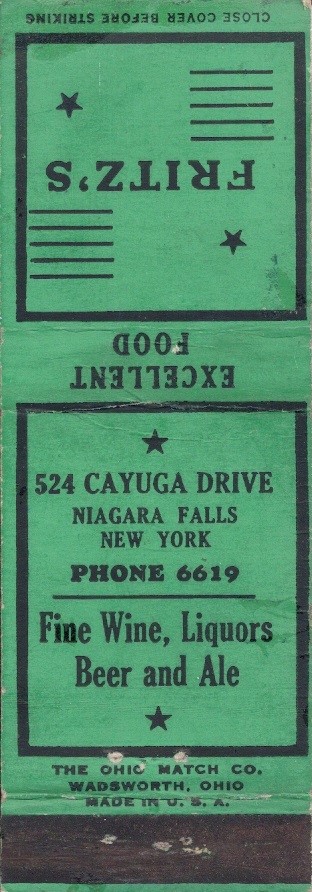 CLOSE COVER BEFORE STRIKING
FRITZ'S
EXCELLENT
FOOD
524 CAYUGA DRIVE
NIAGARA FALLS
NEW YORK
PHONE 6619
Fine Wine, Liquors
Beer and Ale
THE OHIO MATCH CO.
WADSWORTH, OHIO
MADE IN U. S. A.